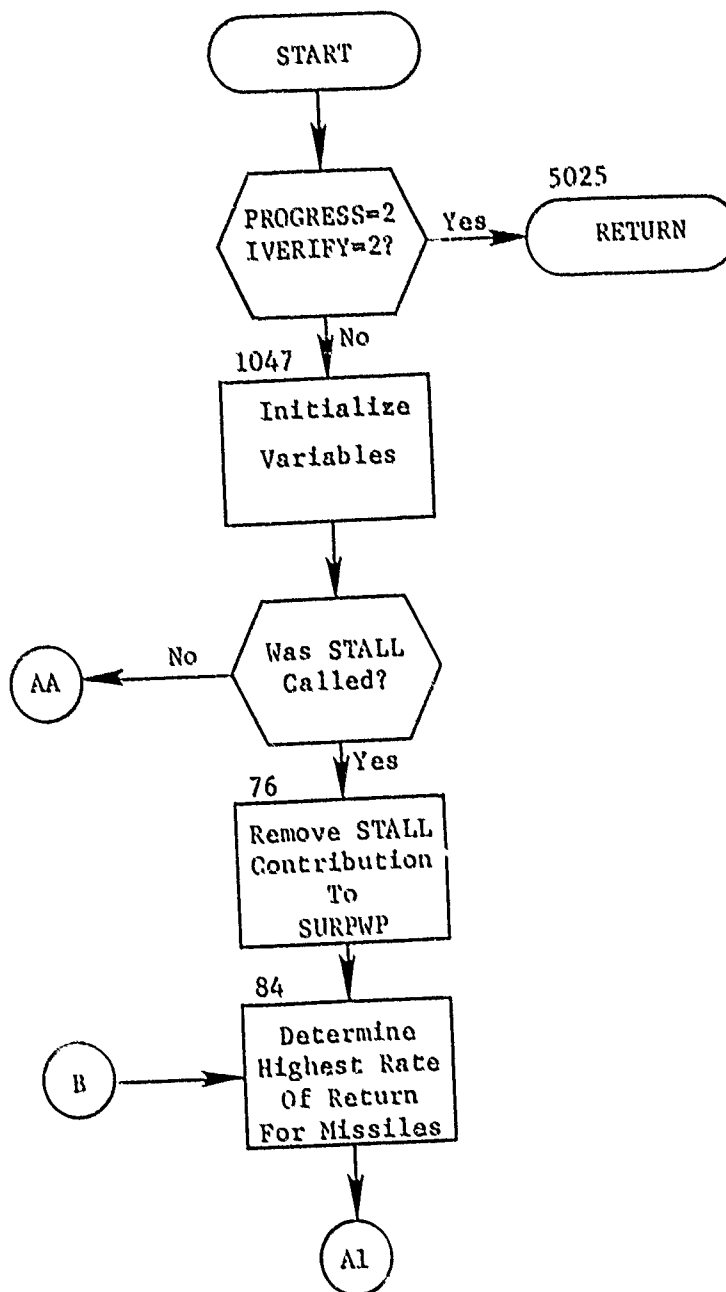 START
PROGRESS=2
IVERIFY=2?
Yes
5025
RETURN
No
1047
Initialize
Variables
No
AA
Was STALL
Called?
Yes
76
Remove STALL
Contribution
To
SURPWP
84
B
Determine
Highest Rate
Of Return
For Missiles
A1